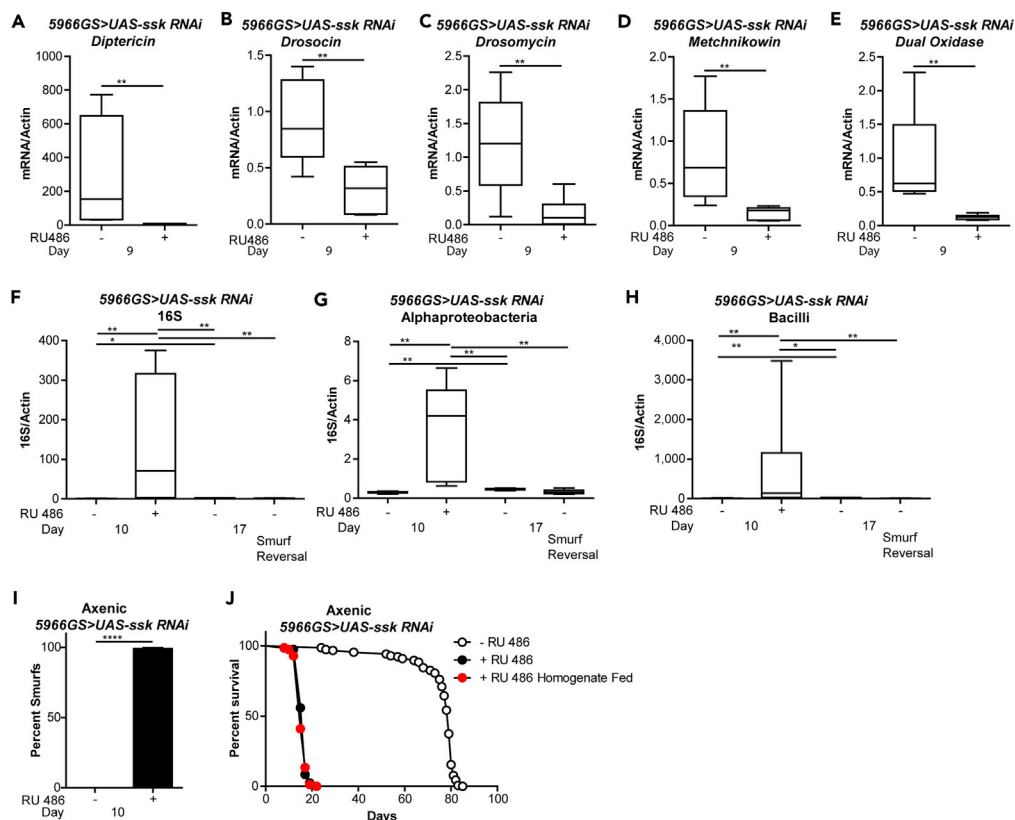 A
5966GS>UAS-ssk RNAi
Diptericin
**
mRNA/Actin
1000
800
600
400
200
0
RU486 - +
Day 9
B
5966GS>UAS-ssk RNAi
Drosocin
**
mRNA/Actin
1.5
1.0
0.5
0.0
RU486 - +
Day 9
C
5966GS>UAS-ssk RNAi
Drosomycin
**
mRNA/Actin
2.5
2.0
1.5
1.0
0.5
0.0
RU486 - +
Day 9
D
5966GS>UAS-ssk RNAi
Metchnikowin
**
mRNA/Actin
2.0
1.5
1.0
0.5
0.0
RU486 - +
Day 9
E
5966GS>UAS-ssk RNAi
Dual Oxidase
**
mRNA/Actin
2.5
2.0
1.5
1.0
0.5
0.0
RU486 - +
Day 9
F
5966GS>UAS-ssk RNAi
16S
** **
* **
16S/Actin
400
300
200
100
0
RU 486 - + - -
Day 10 17
Smurf
Reversal
G
5966GS>UAS-ssk RNAi
Alphaproteobacteria
** **
** **
16S/Actin
8
6
4
2
0
RU 486 - + - -
Day 10 17
Smurf
Reversal
H
5966GS>UAS-ssk RNAi
Bacilli
** **
** *
16S/Actin
4,000
3,000
2,000
1,000
0
RU 486 - + - -
Day 10 17
Smurf
Reversal
I
Axenic
5966GS>UAS-ssk RNAi
****
Percent Smurfs
100
50
0
RU 486 - +
Day 10
J
Axenic
5966GS>UAS-ssk RNAi
- RU 486
+ RU 486
+ RU 486 Homogenate Fed
Percent survival
100
50
0
0 20 40 60 80 100
Days